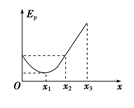 Eₚ
O x₁ x₂ x₃ x